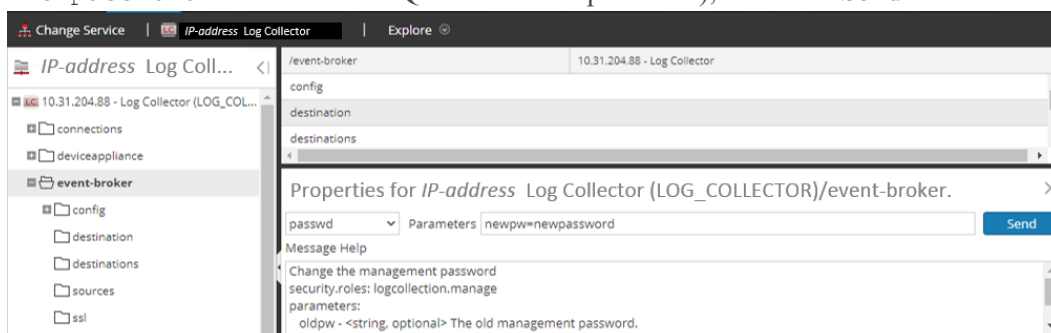 Change Service | IP-address Log Collector | Explore
IP-address Log Coll...
/event-broker 10.31.204.88 - Log Collector
config
10.31.204.88 - Log Collector (LOG_COL...
destination
connections
destinations
deviceappliance
event-broker
Properties for IP-address Log Collector (LOG_COLLECTOR)/event-broker.
config
passwd Parameters newpw=newpassword Send
destination
Message Help
destinations
Change the management password
security.roles: logcollection.manage
sources
parameters:
ssl
oldpw - <string, optional> The old management password.